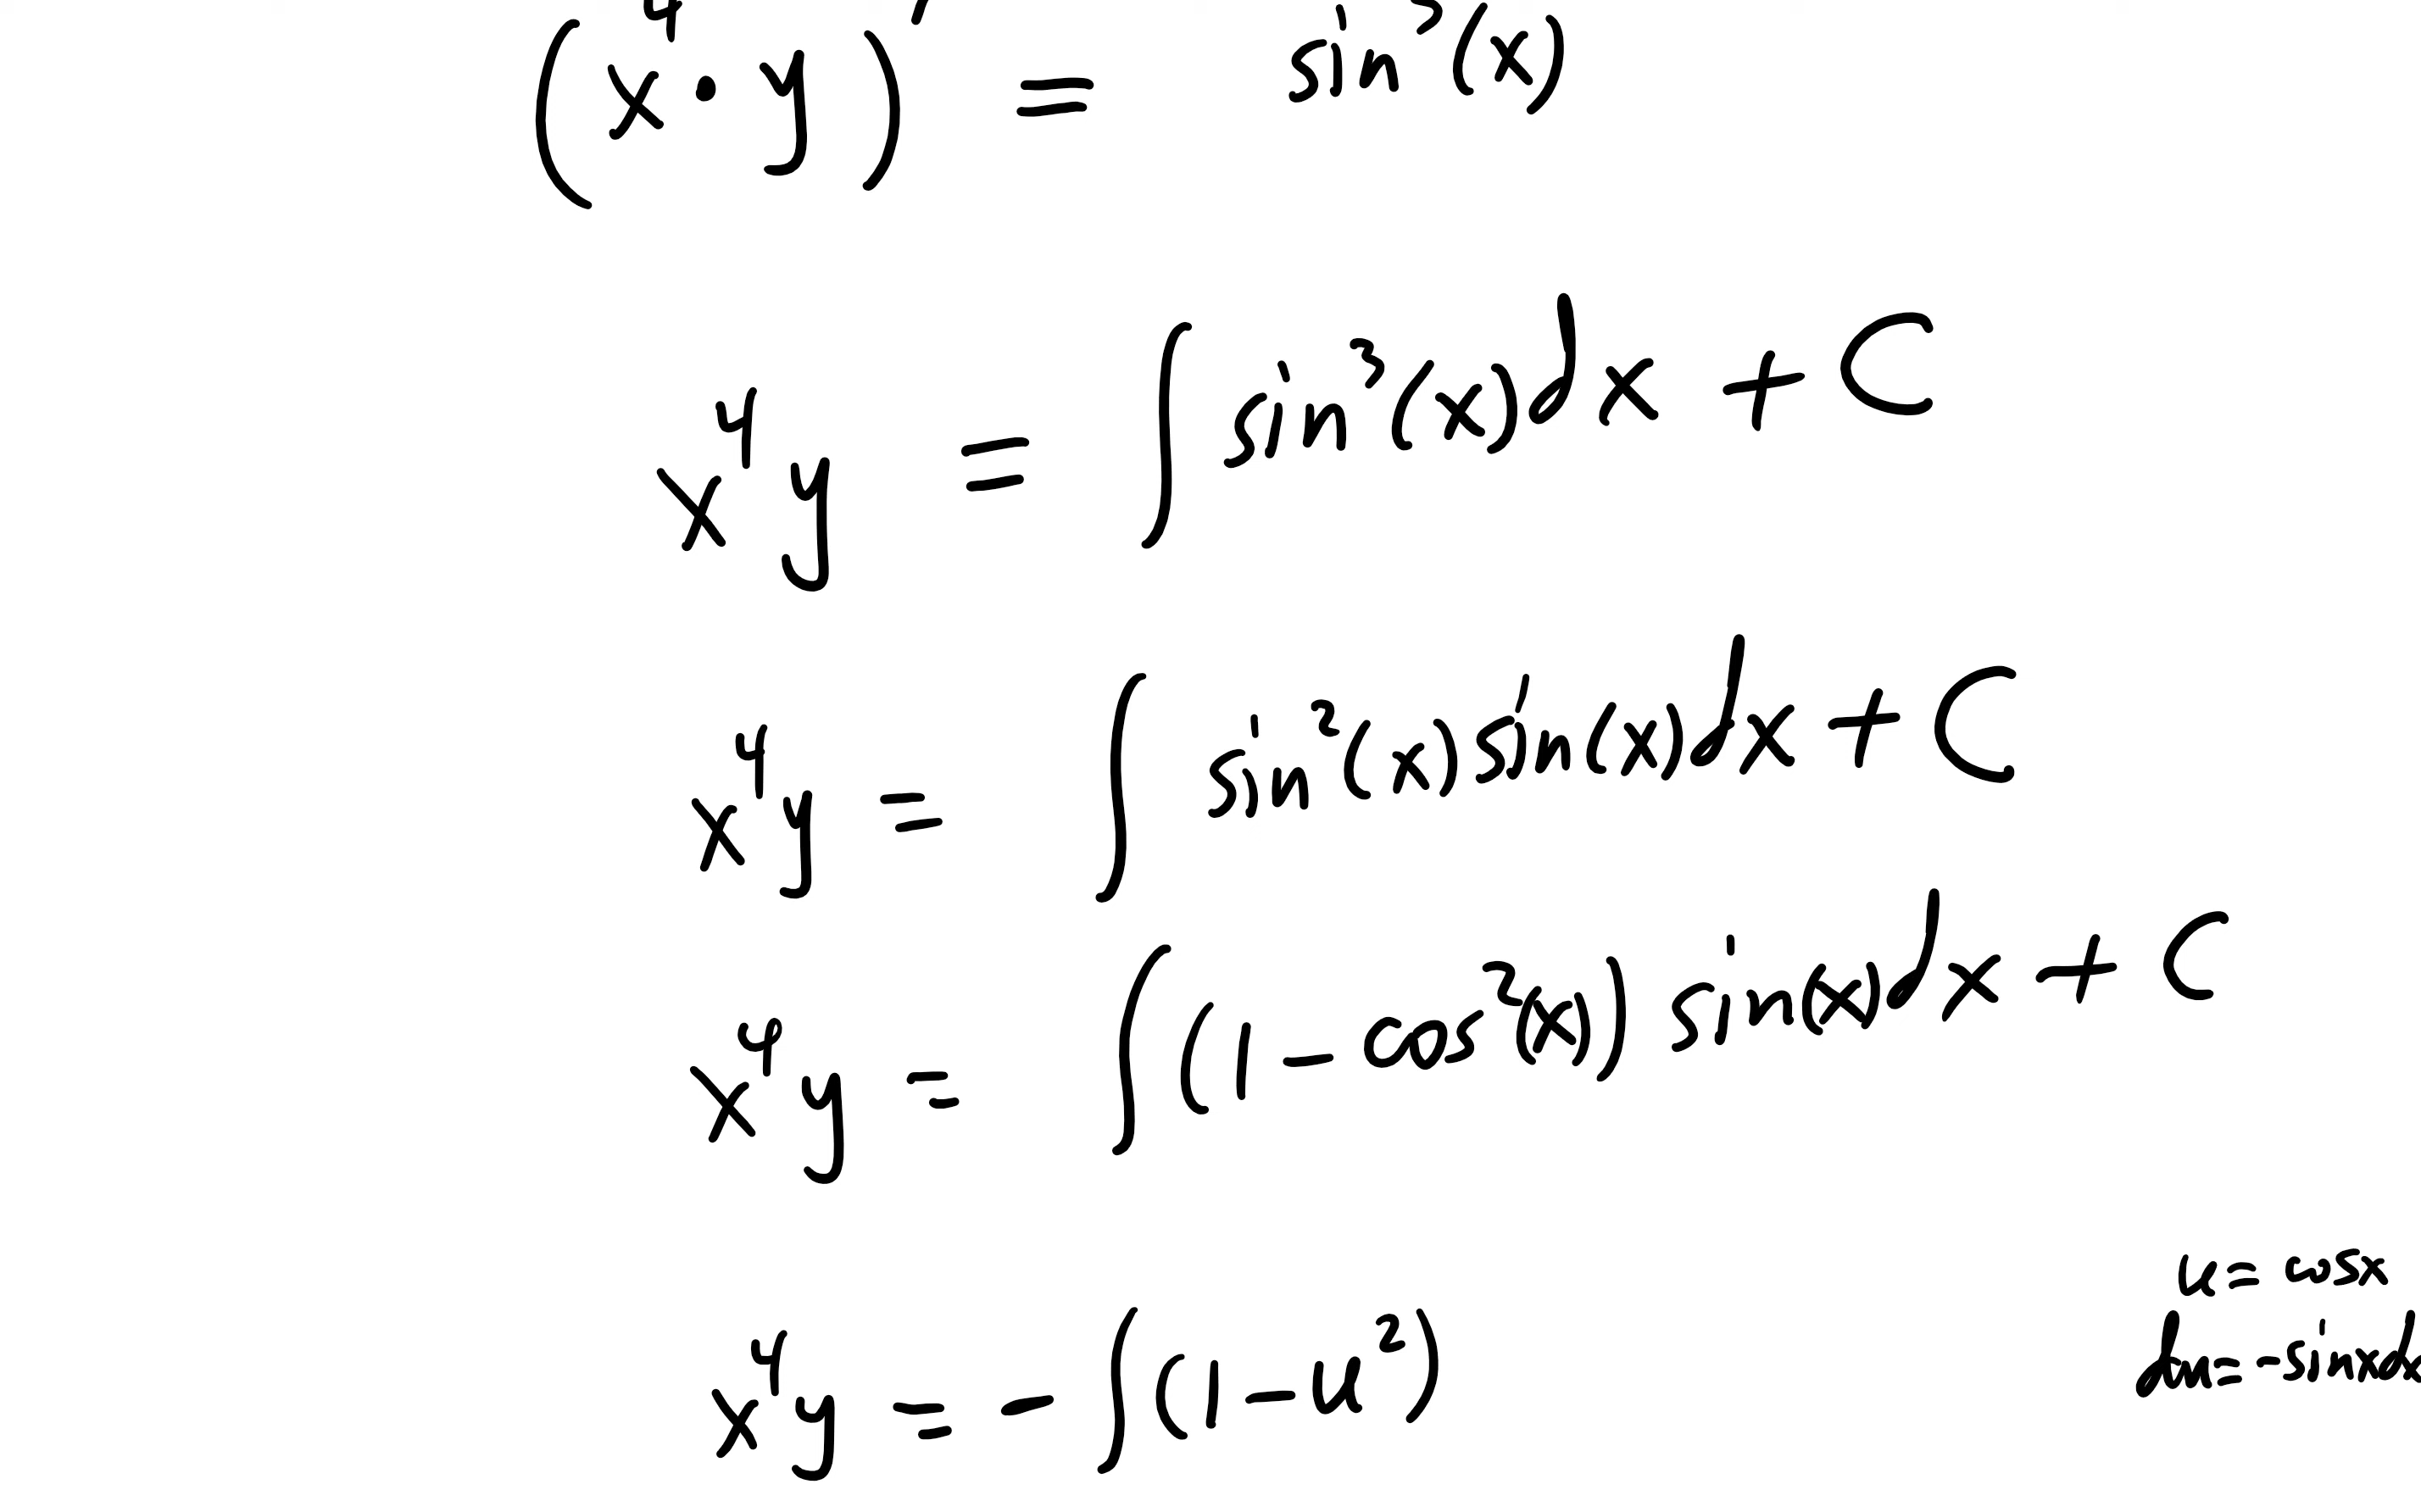 (x⁴ · y)' = sin³(x)
x⁴y = ∫ sin³(x)dx + C
x⁴y = ∫ sin²(x)sin(x)dx + C
x⁴y = ∫ (1 - cos²(x)) sin(x)dx + C
u = cosx
du = -sinxdx
x⁴y = - ∫ (1 - u²)